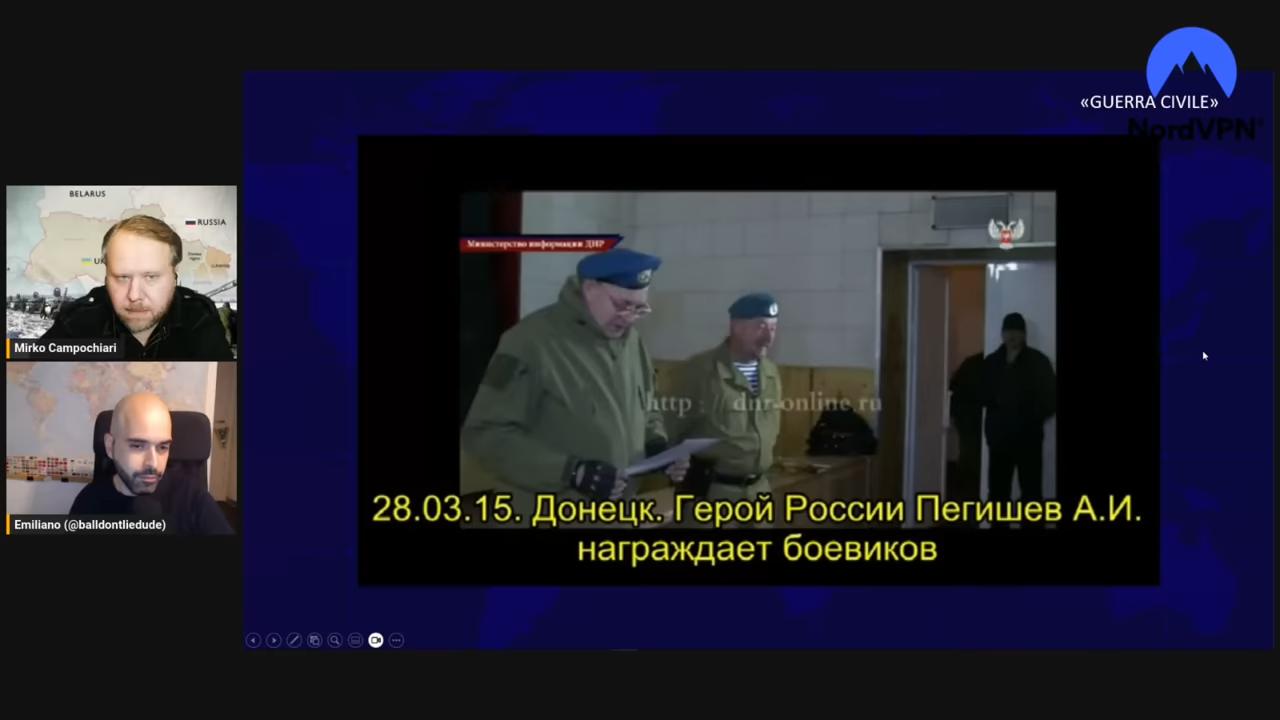 «GUERRA CIVILE»
NordVPN®
BELARUS
RUSSIA
UK
Mirko Campochiari
Emiliano (@balldontliedude)
Министерство информации ДНР
http :// dnr-online.ru
28.03.15. Донецк. Герой России Пегишев А.И.
награждает боевиков